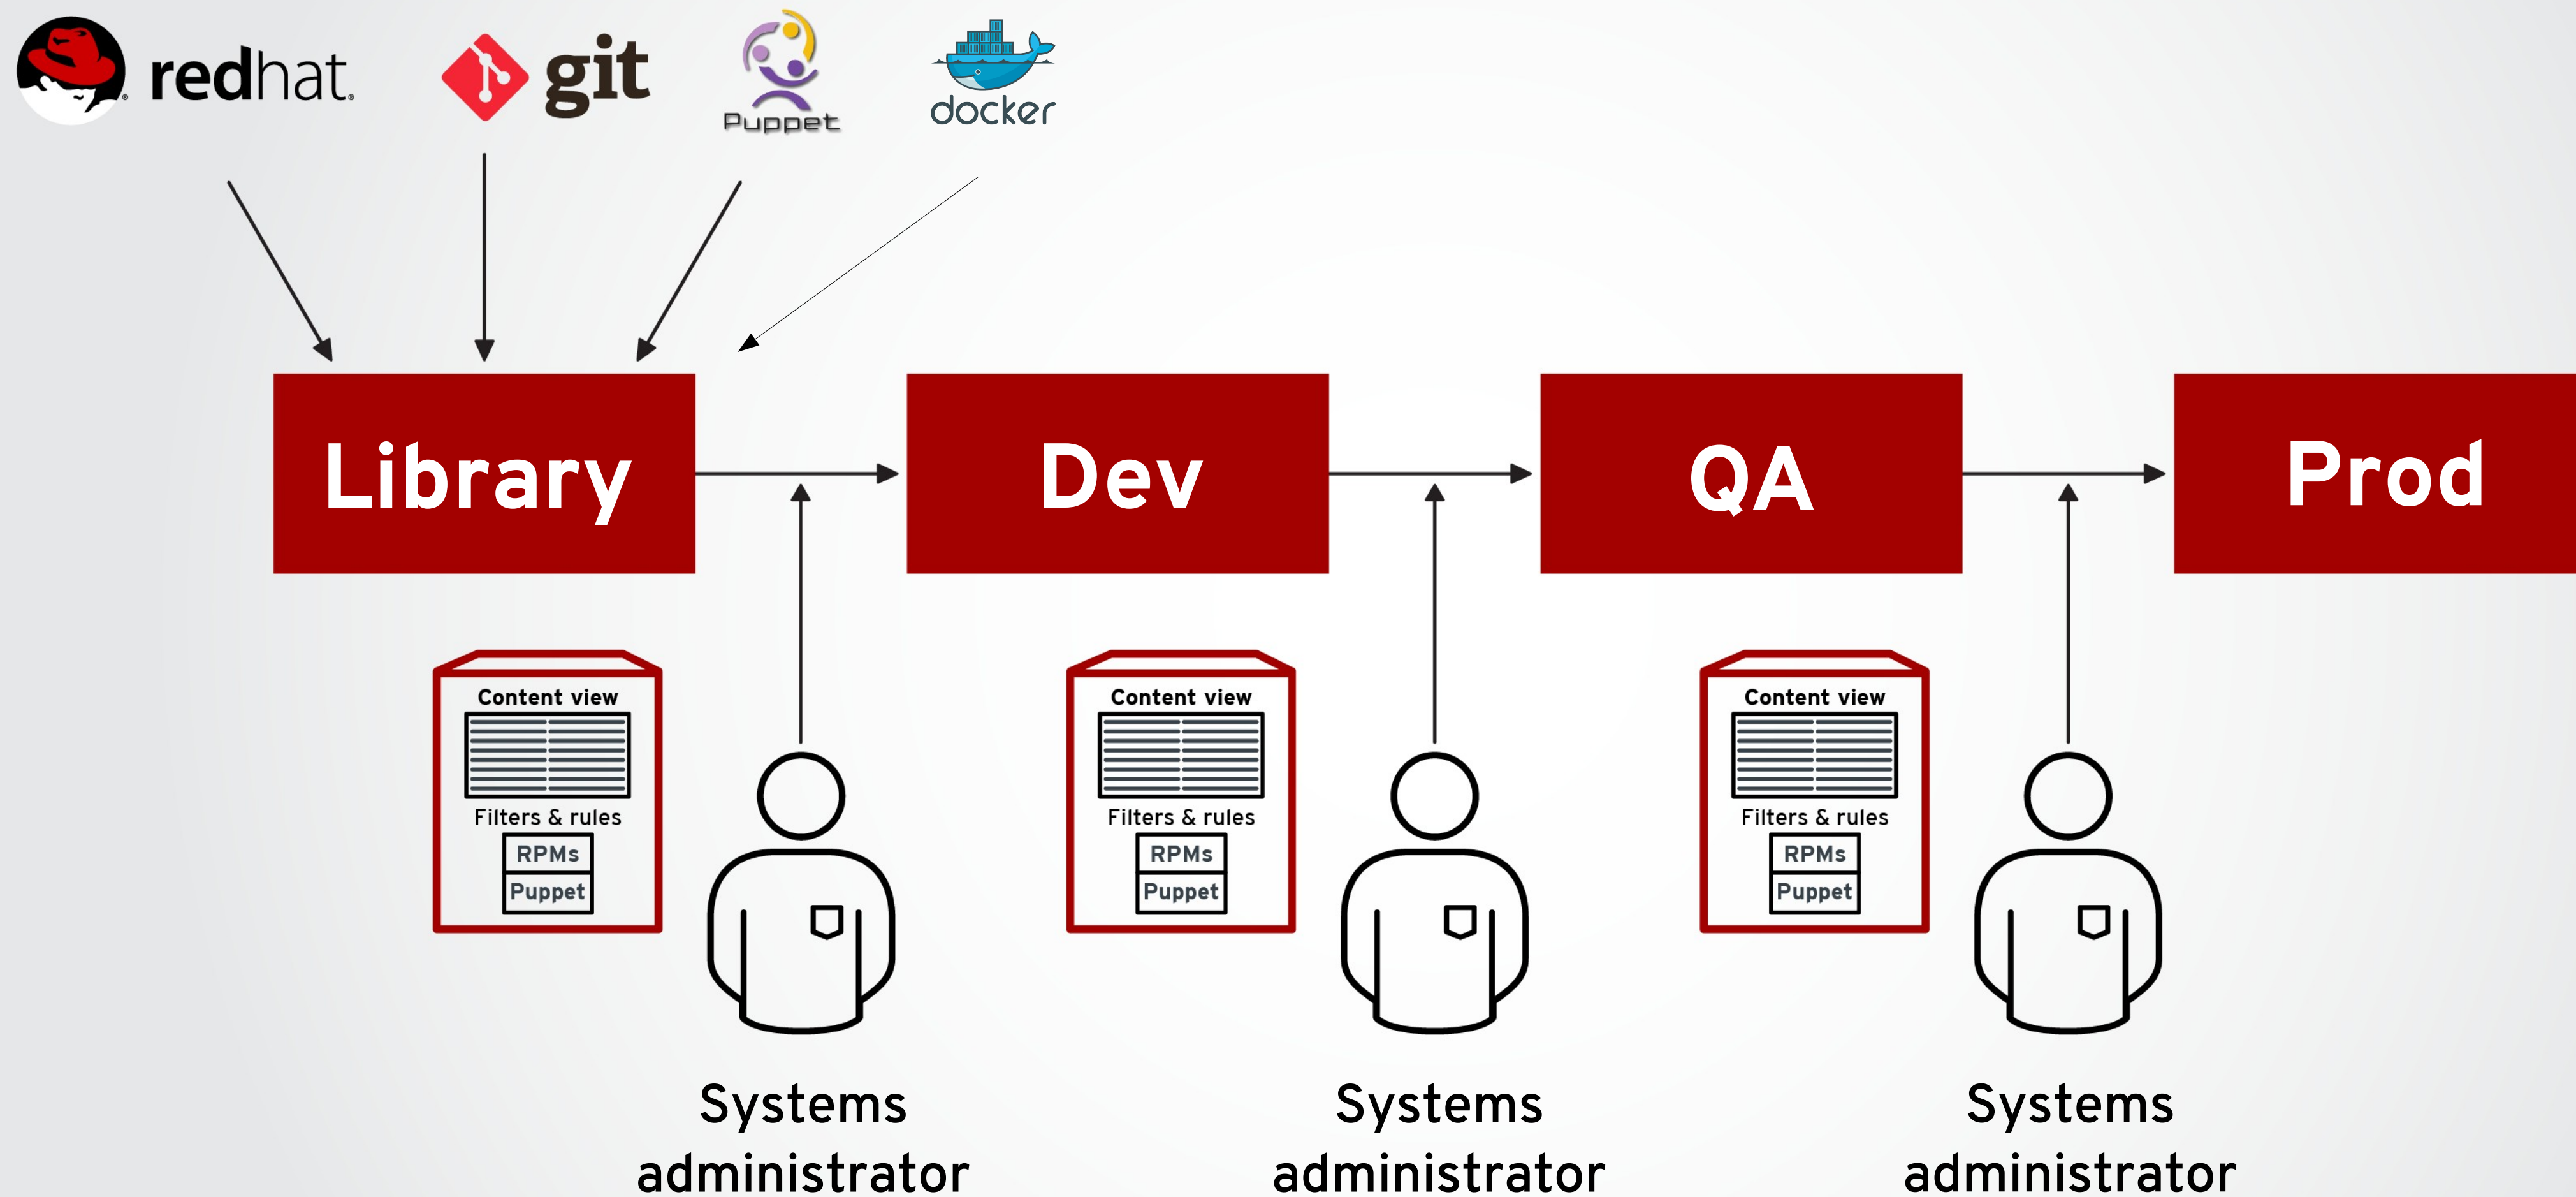 redhat.
git
Puppet
docker
Library
Dev
QA
Prod
Content view
Filters & rules
RPMs
Puppet
Content view
Filters & rules
RPMs
Puppet
Content view
Filters & rules
RPMs
Puppet
Systems
administrator
Systems
administrator
Systems
administrator